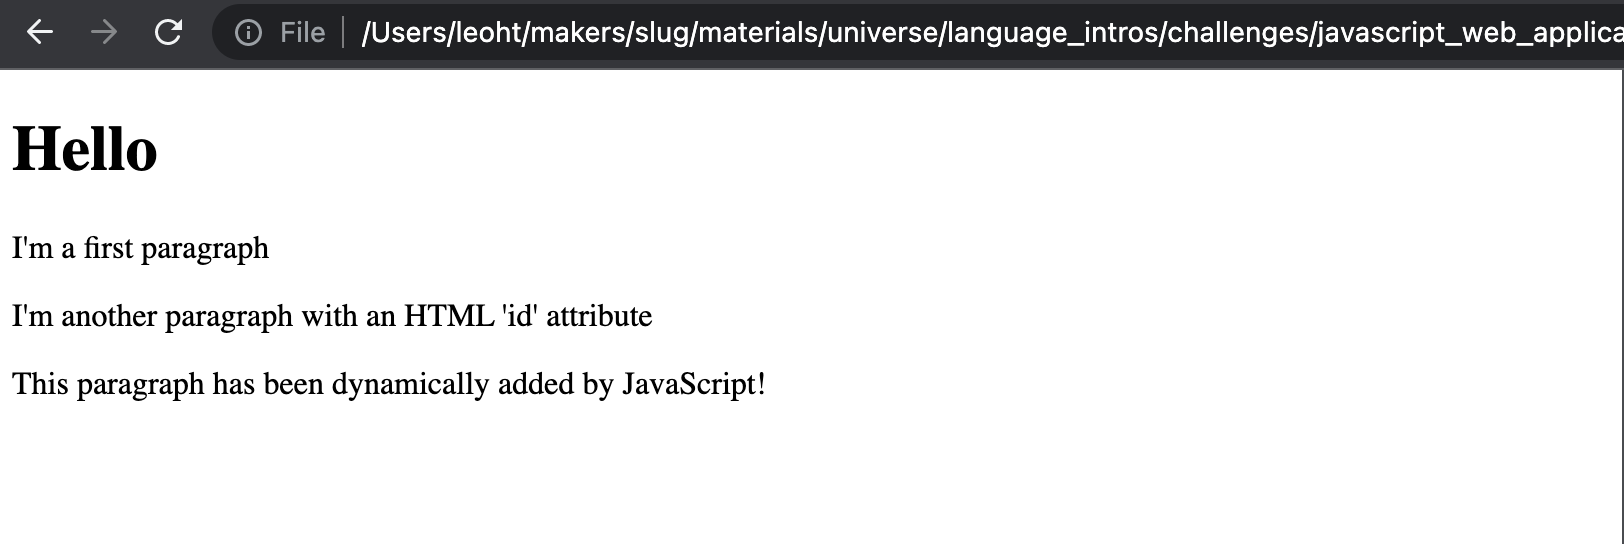 File /Users/leoht/makers/slug/materials/universe/language_intros/challenges/javascript_web_applica
Hello
I'm a first paragraph
I'm another paragraph with an HTML 'id' attribute
This paragraph has been dynamically added by JavaScript!